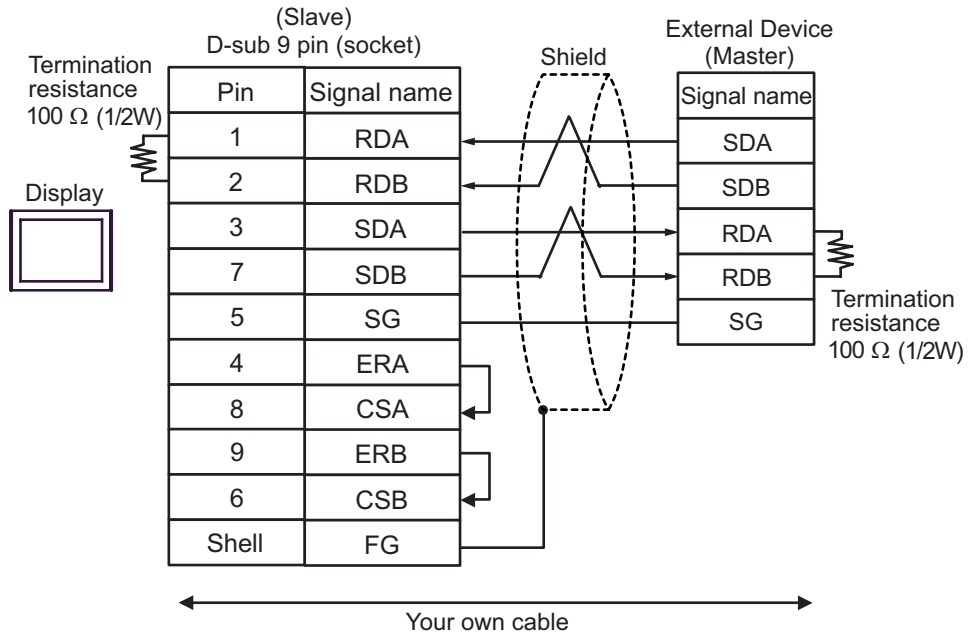 (Slave)
D-sub 9 pin (socket)
External Device
(Master)
Shield
Termination
resistance
100 Ω (1/2W)
Display
Pin Signal name
1 RDA
2 RDB
3 SDA
7 SDB
5 SG
4 ERA
8 CSA
9 ERB
6 CSB
Shell FG
Signal name
SDA
SDB
RDA
RDB
SG
Termination
resistance
100 Ω (1/2W)
Your own cable